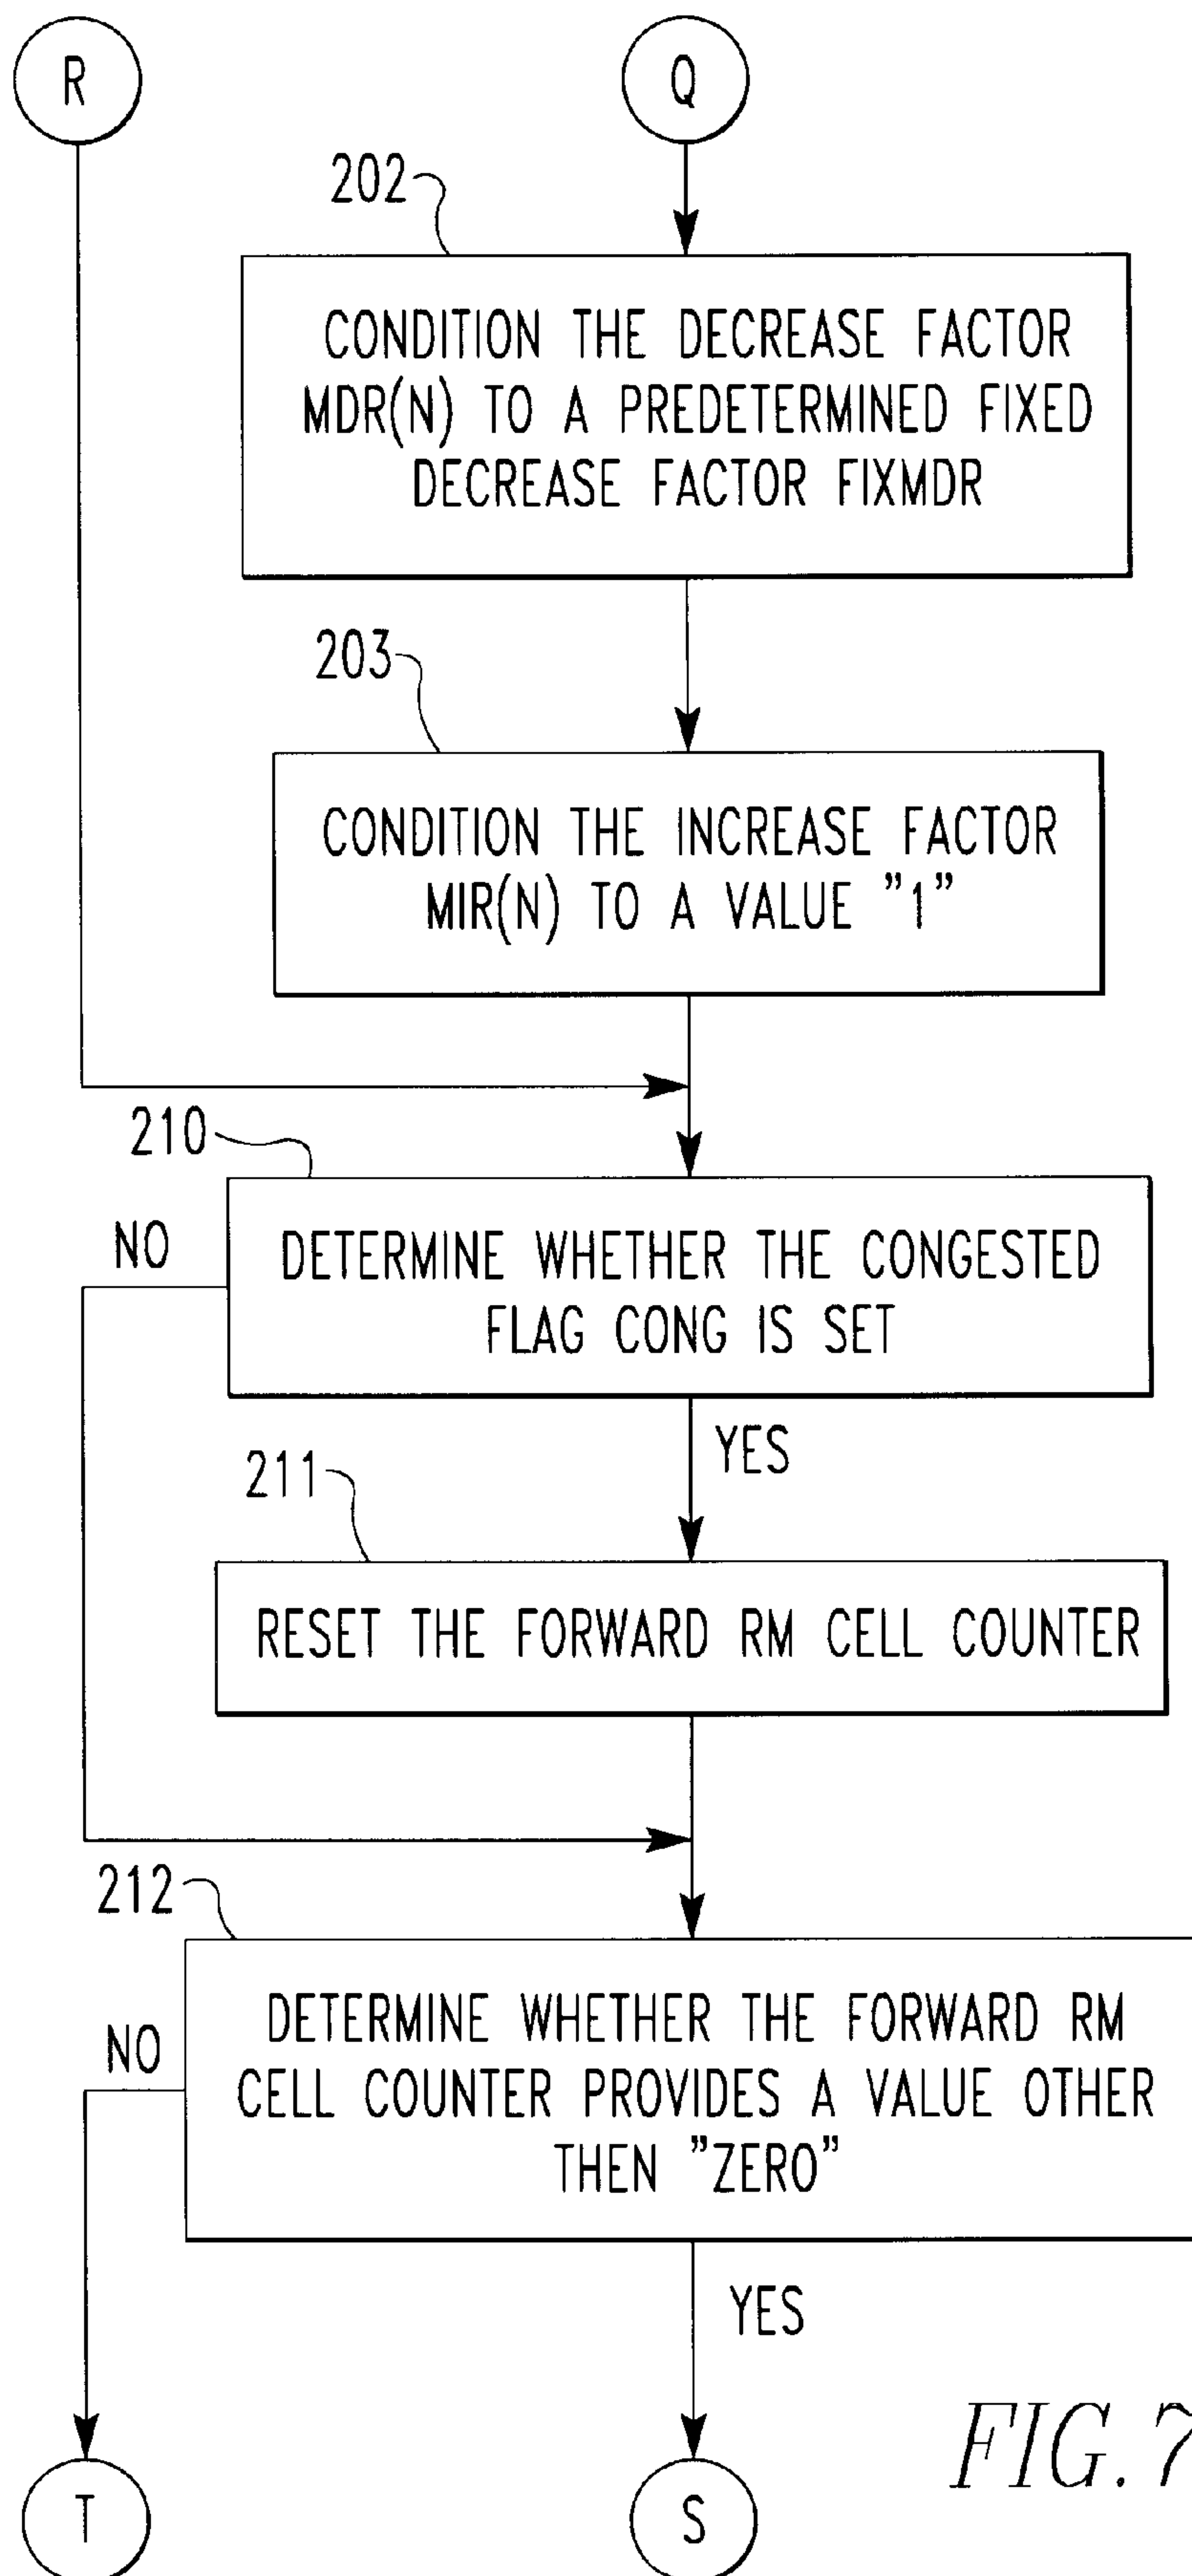 R
Q
202
CONDITION THE DECREASE FACTOR
MDR(N) TO A PREDETERMINED FIXED
DECREASE FACTOR FIXMDR
203
CONDITION THE INCREASE FACTOR
MIR(N) TO A VALUE "1"
210
NO
DETERMINE WHETHER THE CONGESTED
FLAG CONG IS SET
YES
211
RESET THE FORWARD RM CELL COUNTER
212
NO
DETERMINE WHETHER THE FORWARD RM
CELL COUNTER PROVIDES A VALUE OTHER
THEN "ZERO"
YES
FIG. 7
T
S